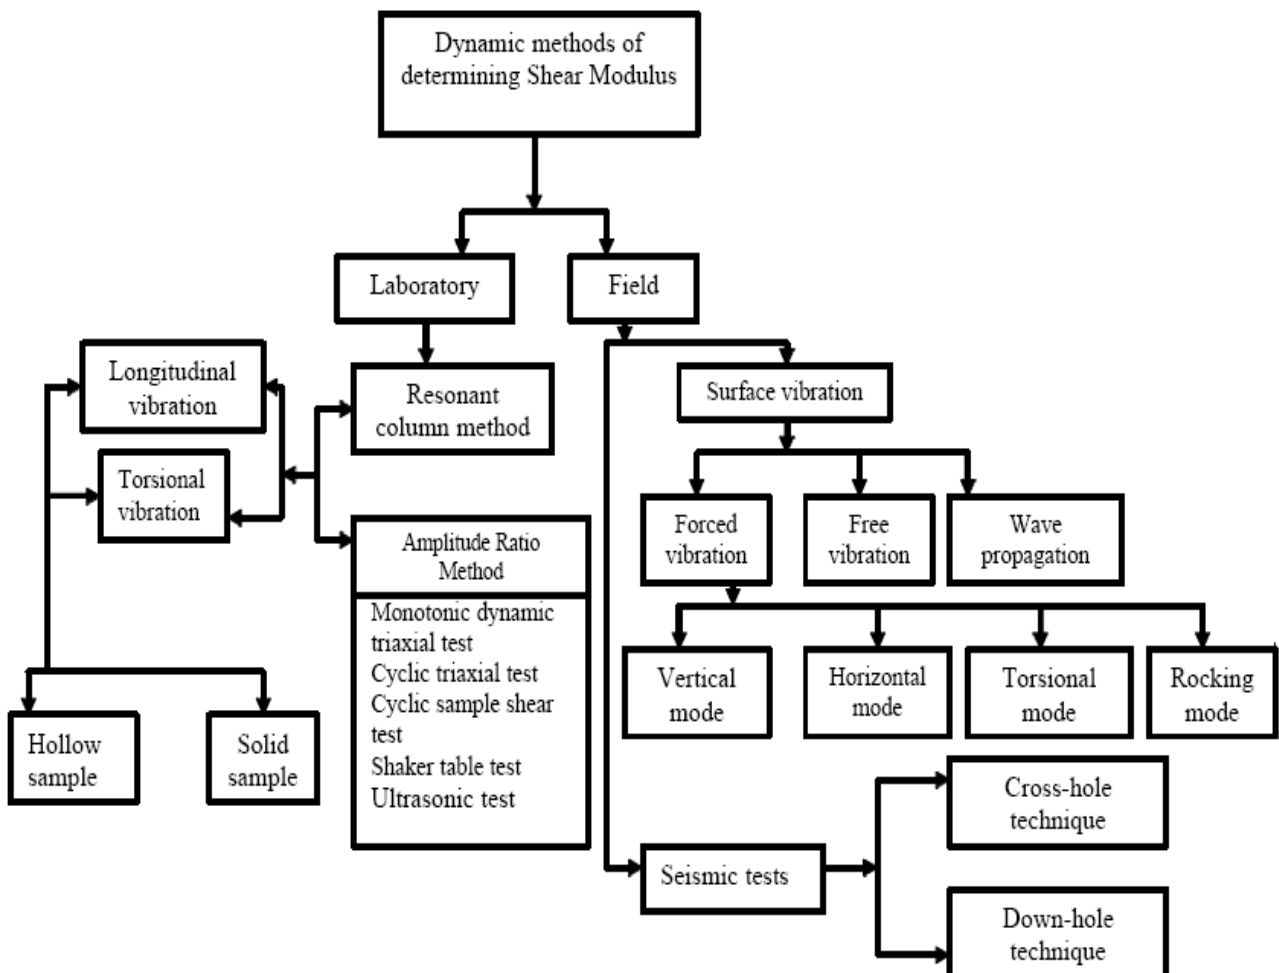 Dynamic methods of
determining Shear Modulus
Laboratory
Field
Longitudinal
vibration
Resonant
column method
Surface vibration
Torsional
vibration
Forced
vibration
Free
vibration
Wave
propagation
Amplitude Ratio
Method
Monotonic dynamic
triaxial test
Cyclic triaxial test
Cyclic sample shear
test
Shaker table test
Ultrasonic test
Vertical
mode
Horizontal
mode
Torsional
mode
Rocking
mode
Hollow
sample
Solid
sample
Cross-hole
technique
Seismic tests
Down-hole
technique